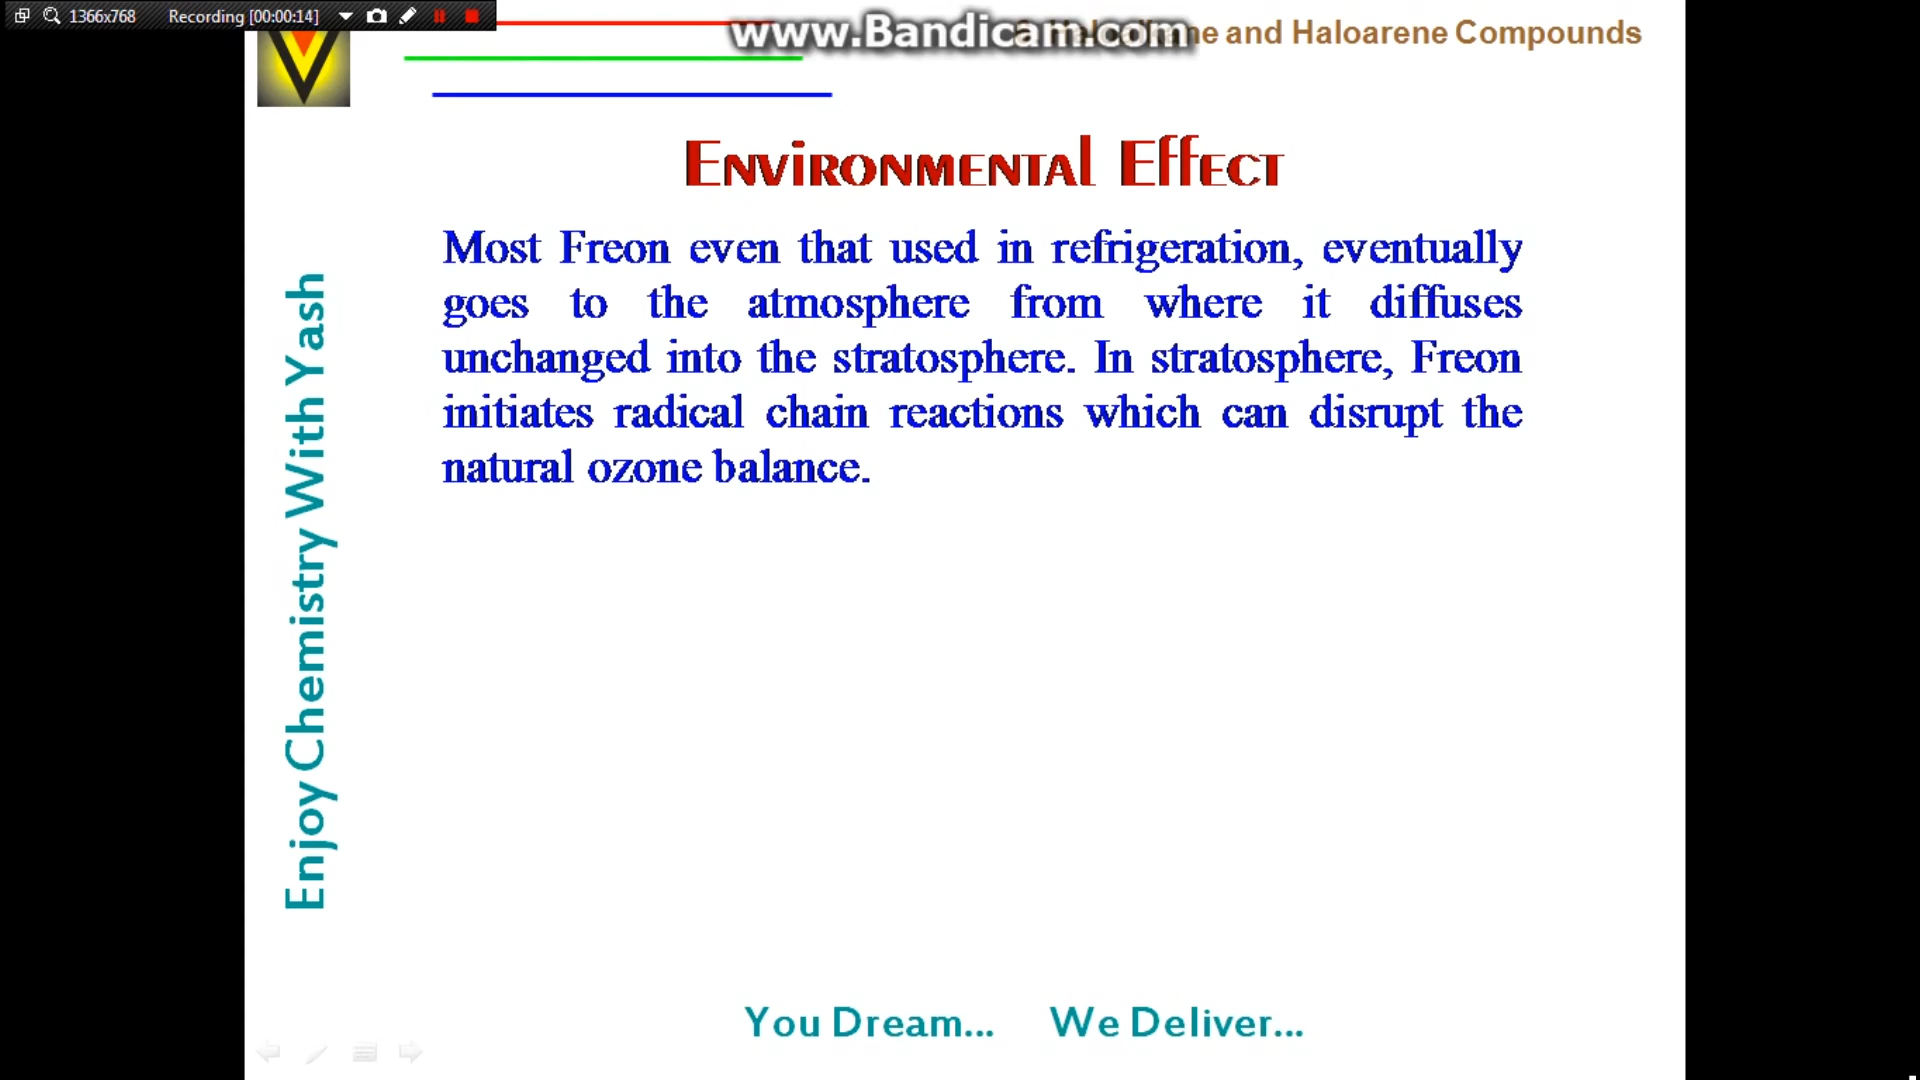 1366x768 Recording [00:00:14]
www.Bandicam.com
and Haloarene Compounds
Environmental Effect
Most Freon even that used in refrigeration, eventually
goes to the atmosphere from where it diffuses
unchanged into the stratosphere. In stratosphere, Freon
initiates radical chain reactions which can disrupt the
natural ozone balance.
Enjoy Chemistry With Yash
You Dream... We Deliver...